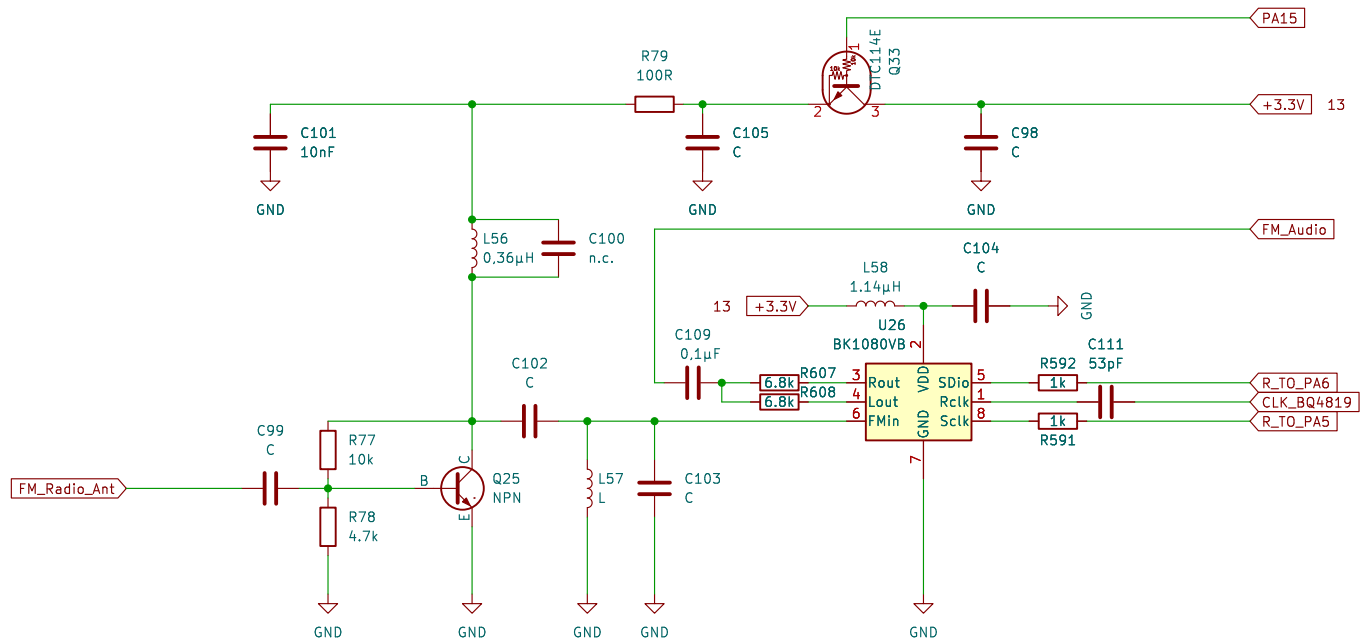 PA15
DTC114E
Q33
1
10k
10k
2
3
R79
100R
+3.3V
13
C101
10nF
C105
C
C98
C
GND
GND
GND
FM_Audio
L56
0,36µH
C100
n.c.
C104
C
L58
1.14µH
13
+3.3V
GND
U26
BK1080VB
2
C109
0,1µF
C111
53pF
R592
1k
R607
6.8k
R608
6.8k
3
4
6
Rout
Lout
FMin
VDD
GND
SDio
Rclk
Sclk
5
1
8
7
R_TO_PA6
CLK_BQ4819
R_TO_PA5
1k
R591
C102
C
C99
C
R77
10k
FM_Radio_Ant
B
C
E
Q25
NPN
L57
L
C103
C
R78
4.7k
GND
GND
GND
GND
GND